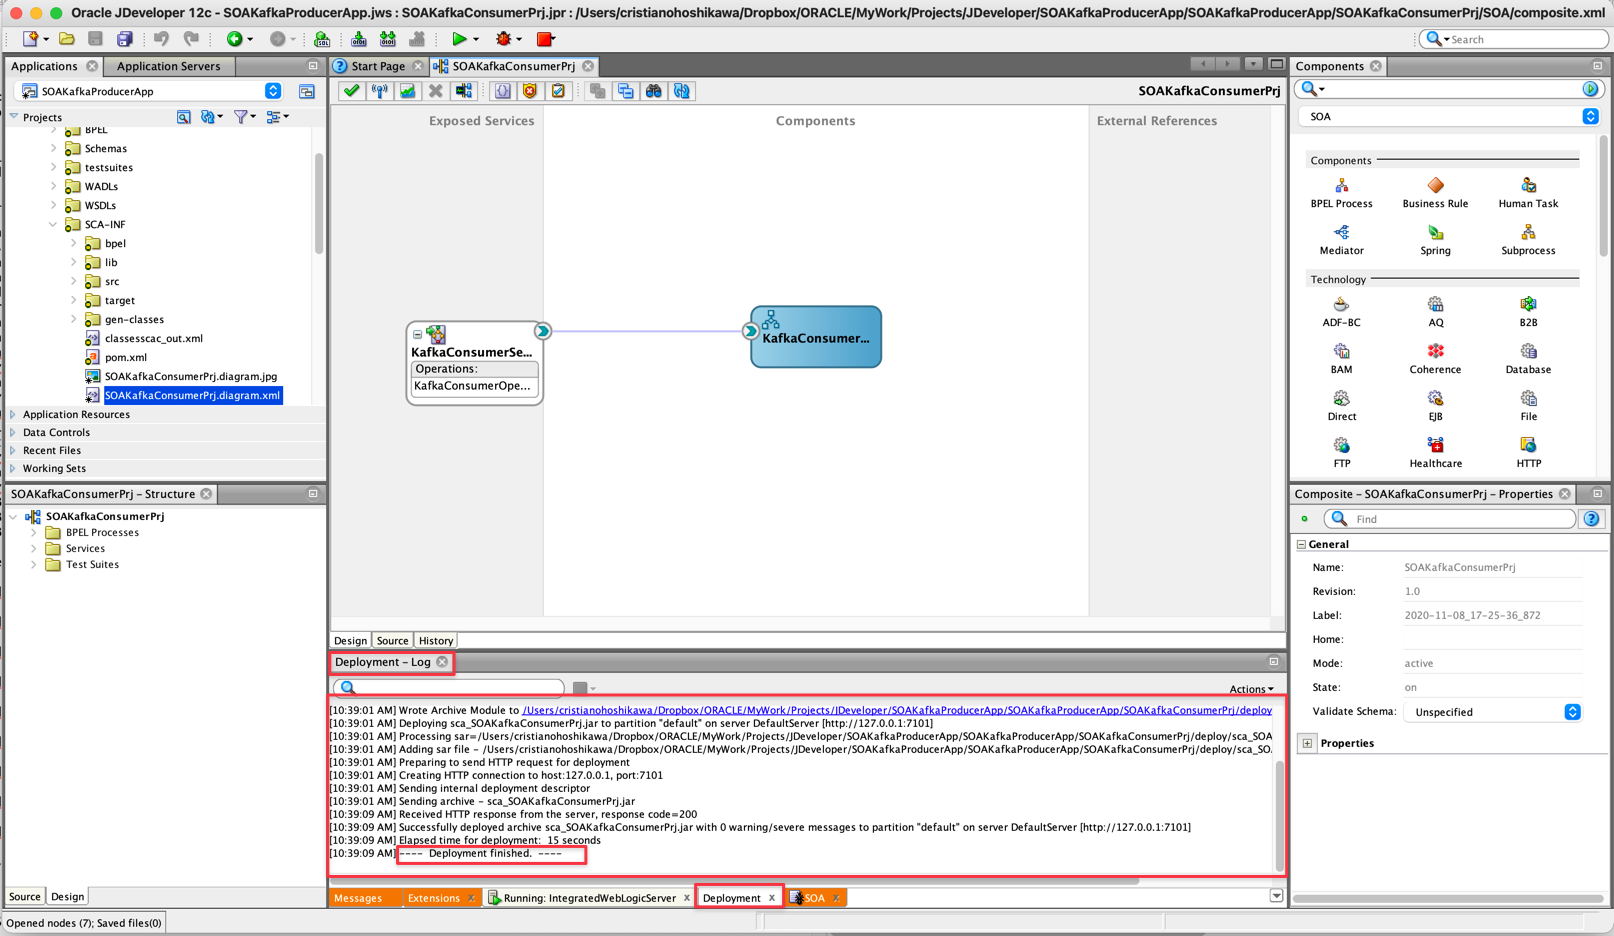 Oracle JDeveloper 12c - SOAKafkaProducerApp.jws : SOAKafkaConsumerPrj.jpr : /Users/cristianohoshikawa/Dropbox/ORACLE/MyWork/Projects/JDeveloper/SOAKafkaProducerApp/SOAKafkaProducerApp/SOAKafkaConsumerPrj/SOA/composite.xml
Search
Applications
Application Servers
SOAKafkaProducerApp
Projects
BPEL
Schemas
testsuites
WADLs
WSDLs
SCA-INF
bpel
lib
src
target
gen-classes
classesscac_out.xml
pom.xml
SOAKafkaConsumerPrj.diagram.jpg
SOAKafkaConsumerPrj.diagram.xml
Application Resources
Data Controls
Recent Files
Working Sets
SOAKafkaConsumerPrj - Structure
SOAKafkaConsumerPrj
BPEL Processes
Services
Test Suites
Source
Design
Opened nodes (7); Saved files(0)
Start Page
SOAKafkaConsumerPrj
SOAKafkaConsumerPrj
Exposed Services
Components
External References
KafkaConsumerSe...
Operations:
KafkaConsumerOpe...
KafkaConsumer...
Design
Source
History
Deployment - Log
Actions
[10:39:01 AM] Wrote Archive Module to /Users/cristianohoshikawa/Dropbox/ORACLE/MyWork/Projects/JDeveloper/SOAKafkaProducerApp/SOAKafkaProducerApp/SOAKafkaConsumerPrj/deploy
[10:39:01 AM] Deploying sca_SOAKafkaConsumerPrj.jar to partition "default" on server DefaultServer [http://127.0.0.1:7101]
[10:39:01 AM] Processing sar=/Users/cristianohoshikawa/Dropbox/ORACLE/MyWork/Projects/JDeveloper/SOAKafkaProducerApp/SOAKafkaProducerApp/SOAKafkaConsumerPrj/deploy/sca_SOA
[10:39:01 AM] Adding sar file - /Users/cristianohoshikawa/Dropbox/ORACLE/MyWork/Projects/JDeveloper/SOAKafkaProducerApp/SOAKafkaProducerApp/SOAKafkaConsumerPrj/deploy/sca_SO
[10:39:01 AM] Preparing to send HTTP request for deployment
[10:39:01 AM] Creating HTTP connection to host:127.0.0.1, port:7101
[10:39:01 AM] Sending internal deployment descriptor
[10:39:01 AM] Sending archive - sca_SOAKafkaConsumerPrj.jar
[10:39:09 AM] Received HTTP response from the server, response code=200
[10:39:09 AM] Successfully deployed archive sca_SOAKafkaConsumerPrj.jar with 0 warning/severe messages to partition "default" on server DefaultServer [http://127.0.0.1:7101]
[10:39:09 AM] Elapsed time for deployment: 15 seconds
[10:39:09 AM] ---- Deployment finished. ----
Messages
Extensions
Running: IntegratedWebLogicServer
Deployment
SOA
Components
SOA
Components
BPEL Process
Business Rule
Human Task
Mediator
Spring
Subprocess
Technology
ADF-BC
AQ
B2B
BAM
Coherence
Database
Direct
EJB
File
FTP
Healthcare
HTTP
Composite - SOAKafkaConsumerPrj - Properties
Find
General
Name: SOAKafkaConsumerPrj
Revision: 1.0
Label: 2020-11-08_17-25-36_872
Home:
Mode: active
State: on
Validate Schema: Unspecified
Properties